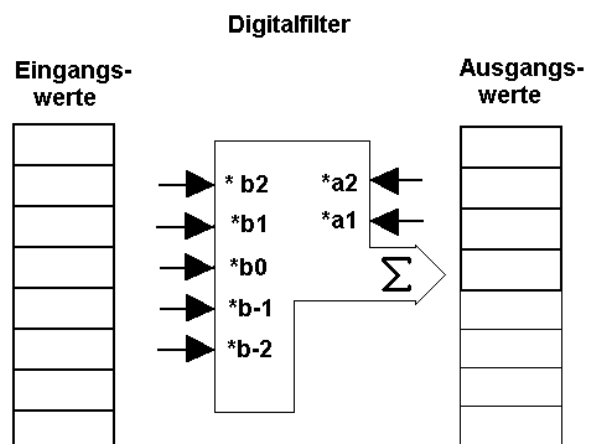 Digitalfilter
Eingangs-
werte
Ausgangs-
werte
* b2
*a2
*b1
*a1
*b0
Σ
*b-1
*b-2